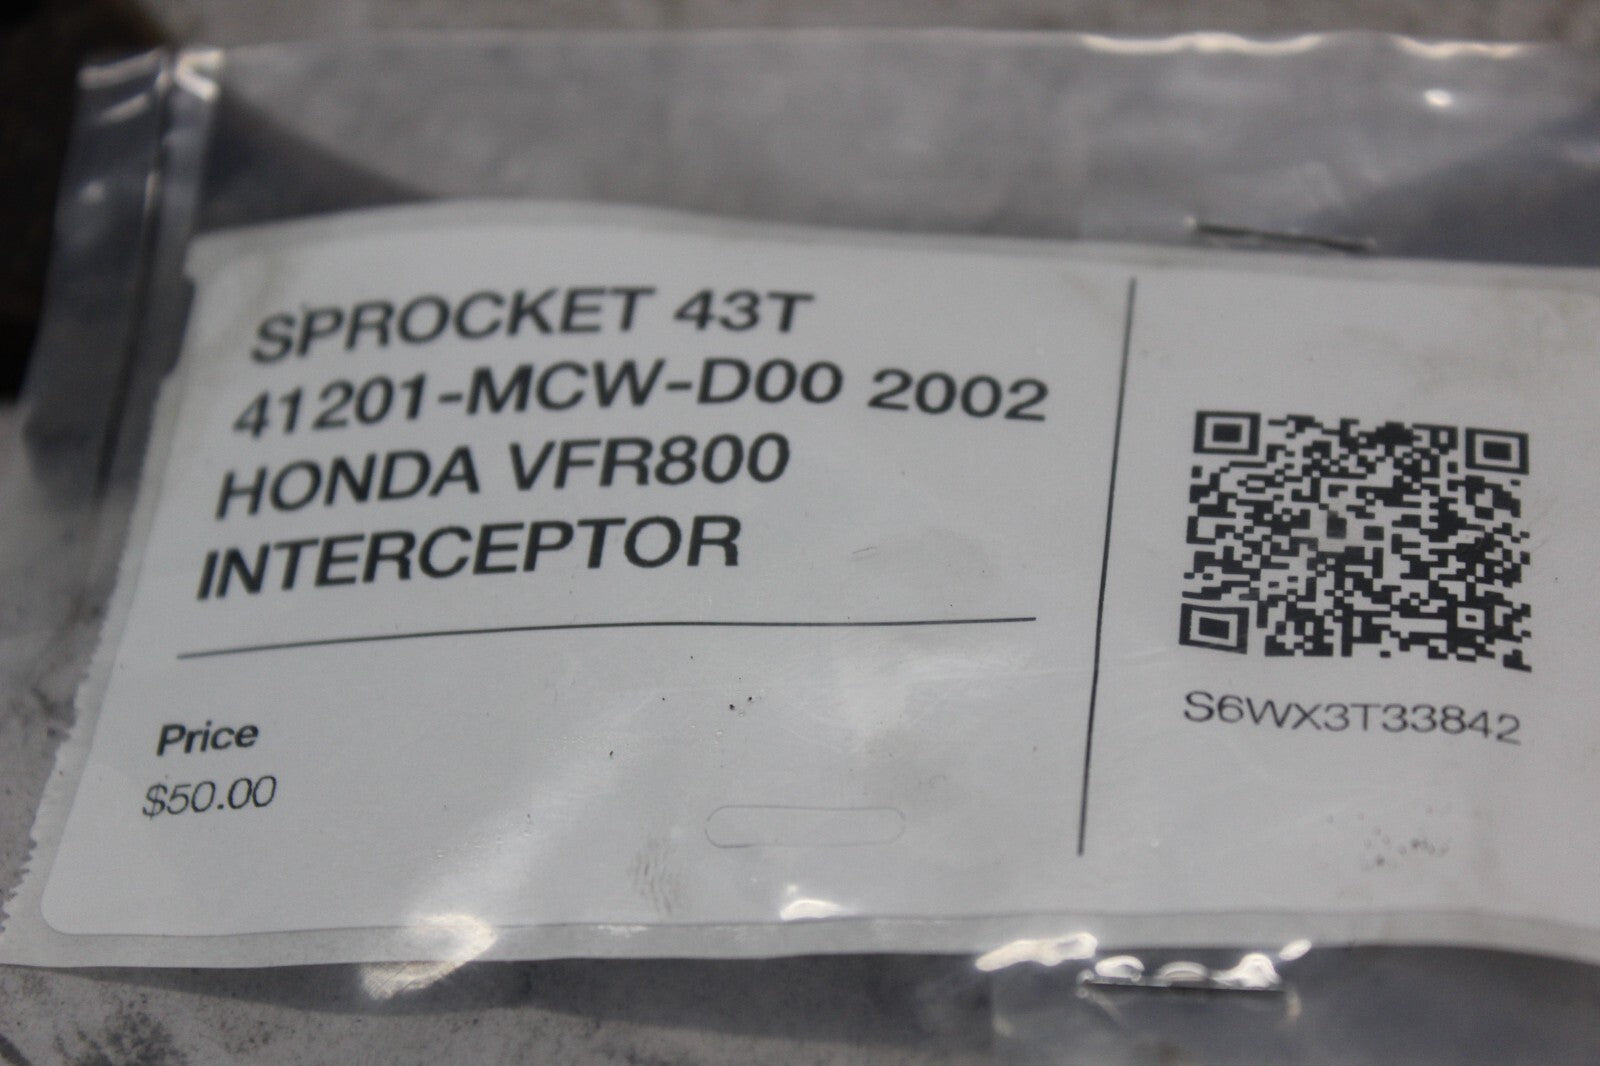 SPROCKET 43T
41201-MCW-D00 2002
HONDA VFR800
INTERCEPTOR
Price
$50.00
S6WX3T33842